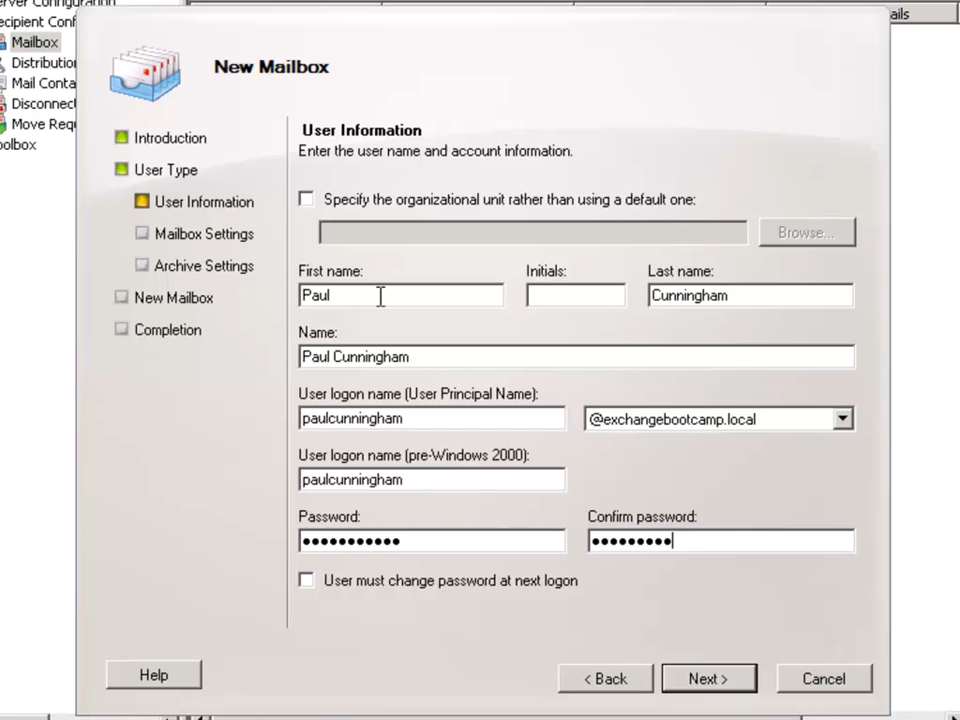 Server Configuration
ails
Mailbox
New Mailbox
Distribution
Mail Conta
Disconnect
Move Req
Introduction
User Type
User Information
Mailbox Settings
Archive Settings
New Mailbox
Completion
User Information
Enter the user name and account information.
Specify the organizational unit rather than using a default one:
Browse...
First name:
Initials:
Last name:
Paul
Cunningham
Name:
Paul Cunningham
User logon name (User Principal Name):
paulcunningham
@exchangebootcamp.local
User logon name (pre-Windows 2000):
paulcunningham
Password:
Confirm password:
●●●●●●●●●●●
●●●●●●●●●
User must change password at next logon
Help
< Back
Next >
Cancel